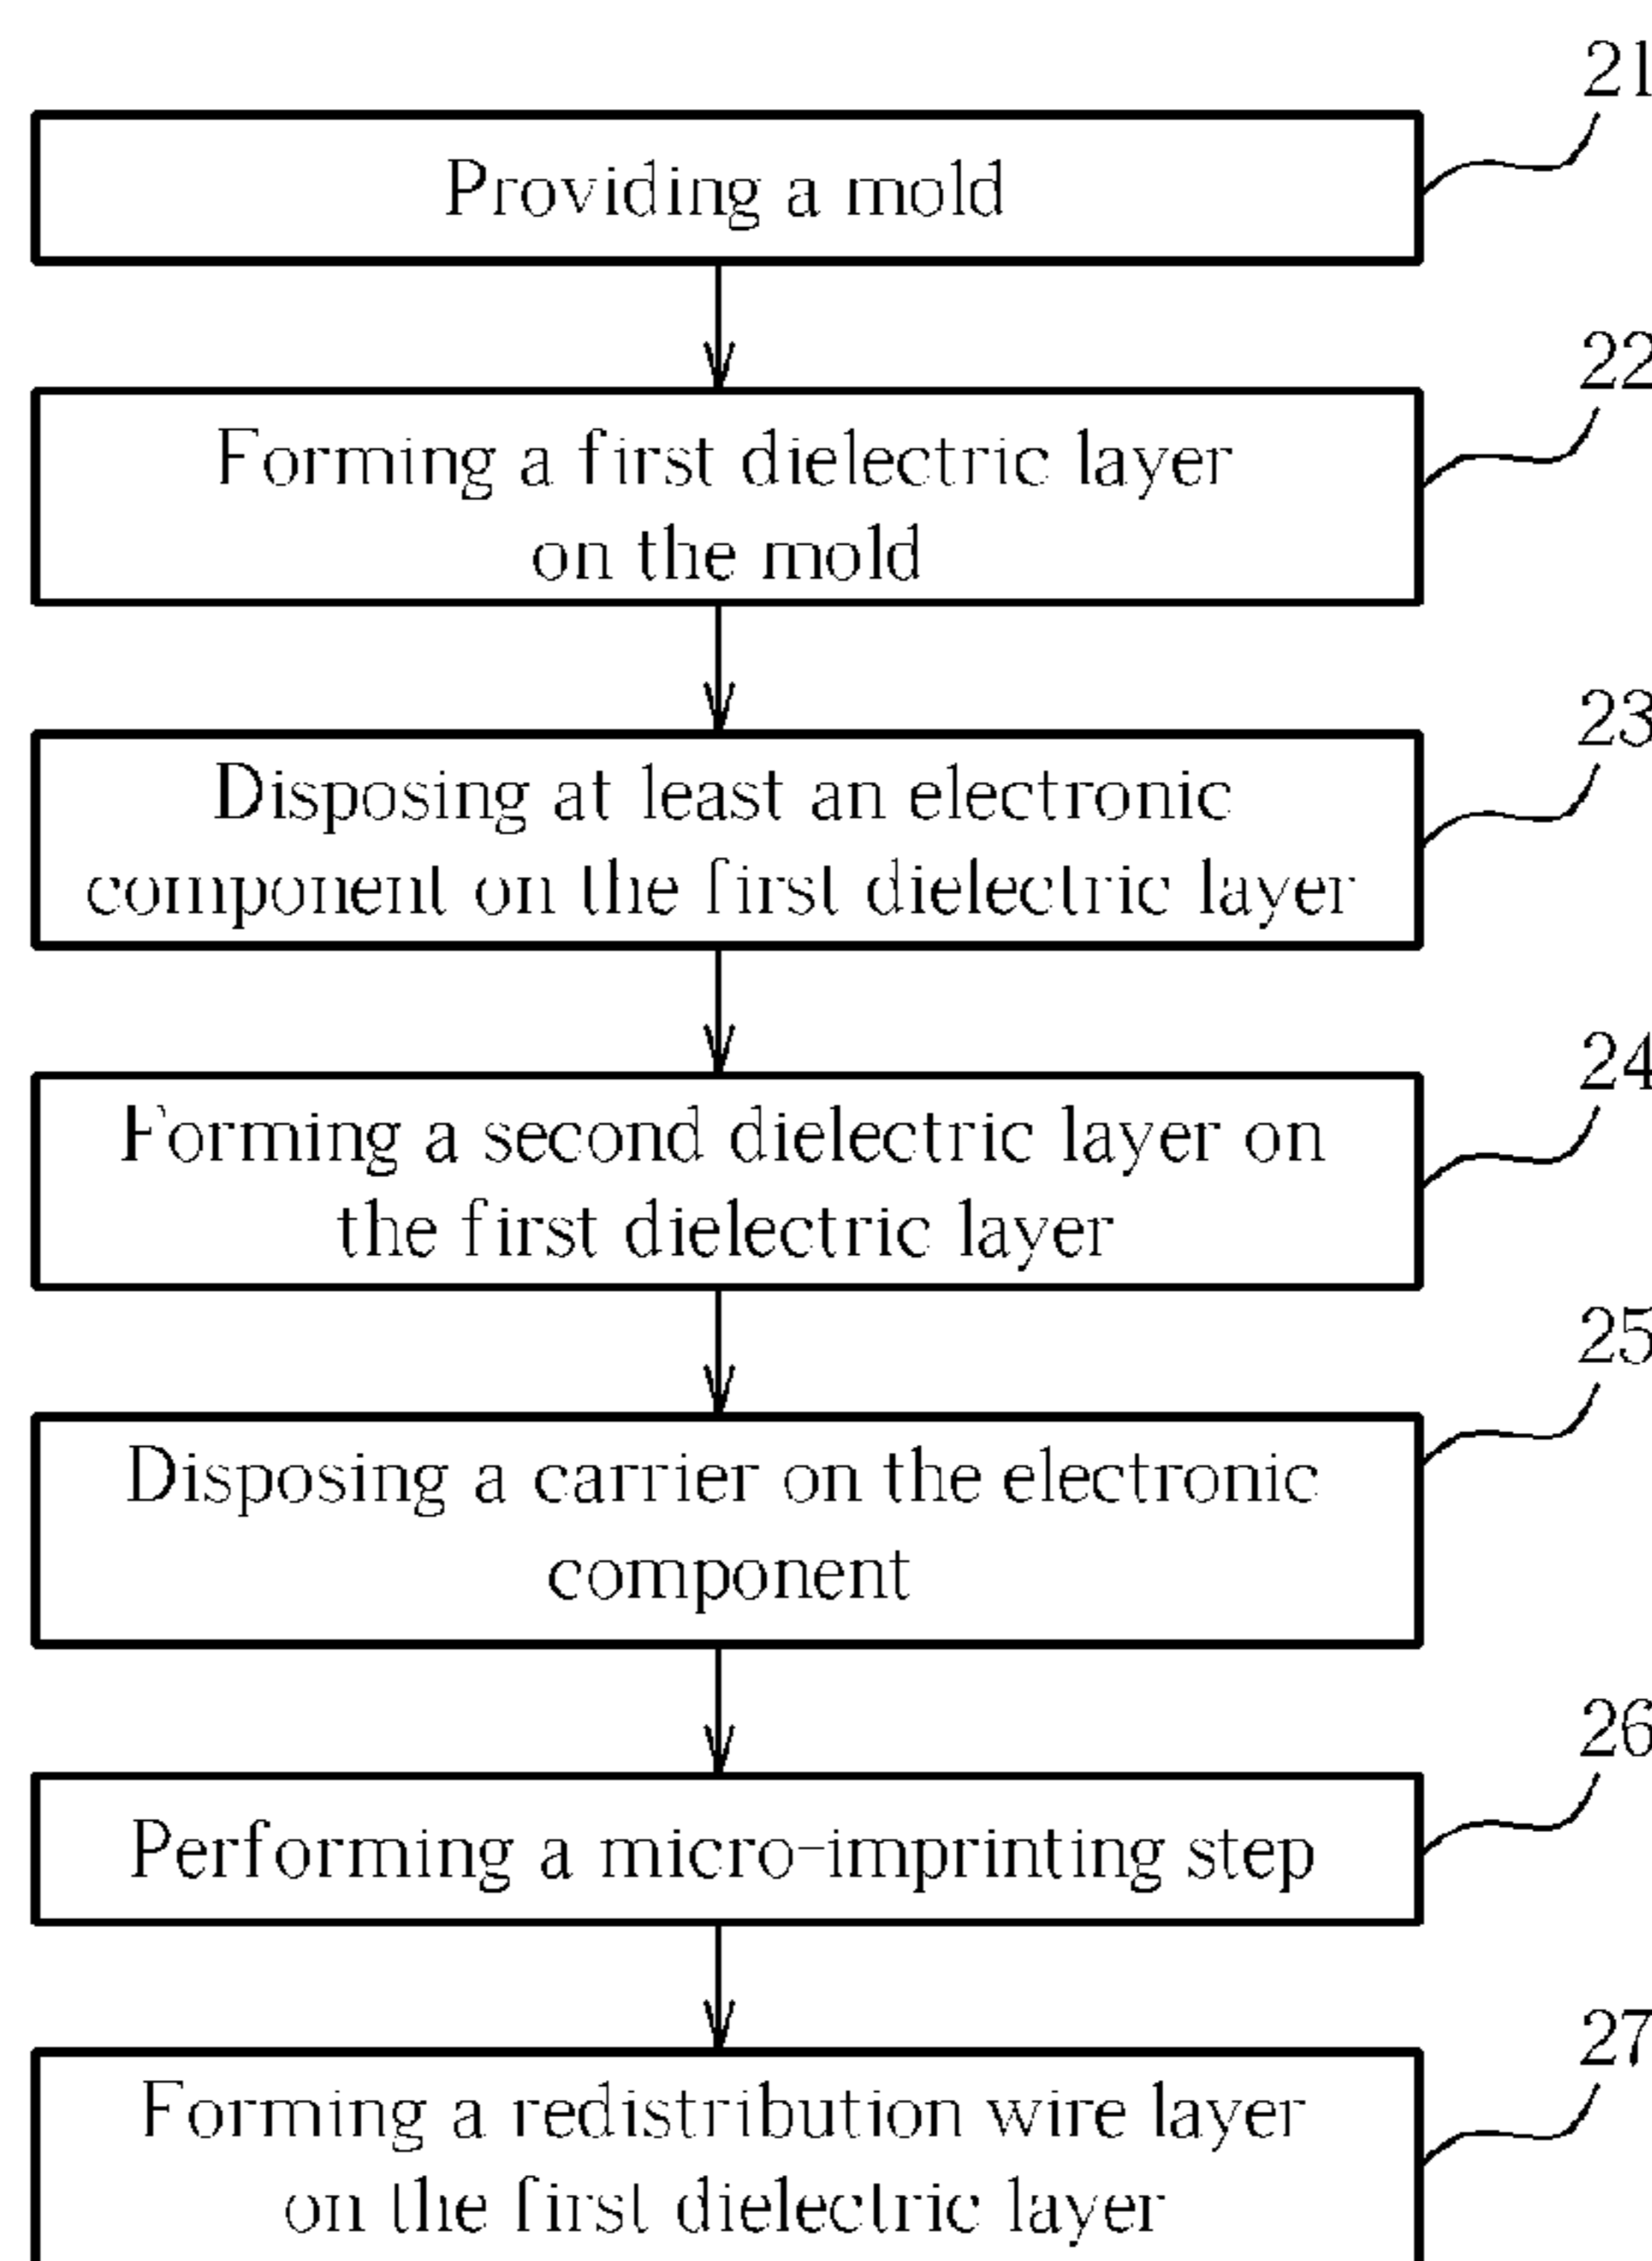 21
Providing a mold
22
Forming a first dielectric layer
on the mold
23
Disposing at least an electronic
component on the first dielectric layer
24
Forming a second dielectric layer on
the first dielectric layer
25
Disposing a carrier on the electronic
component
26
Performing a micro-imprinting step
27
Forming a redistribution wire layer
on the first dielectric layer